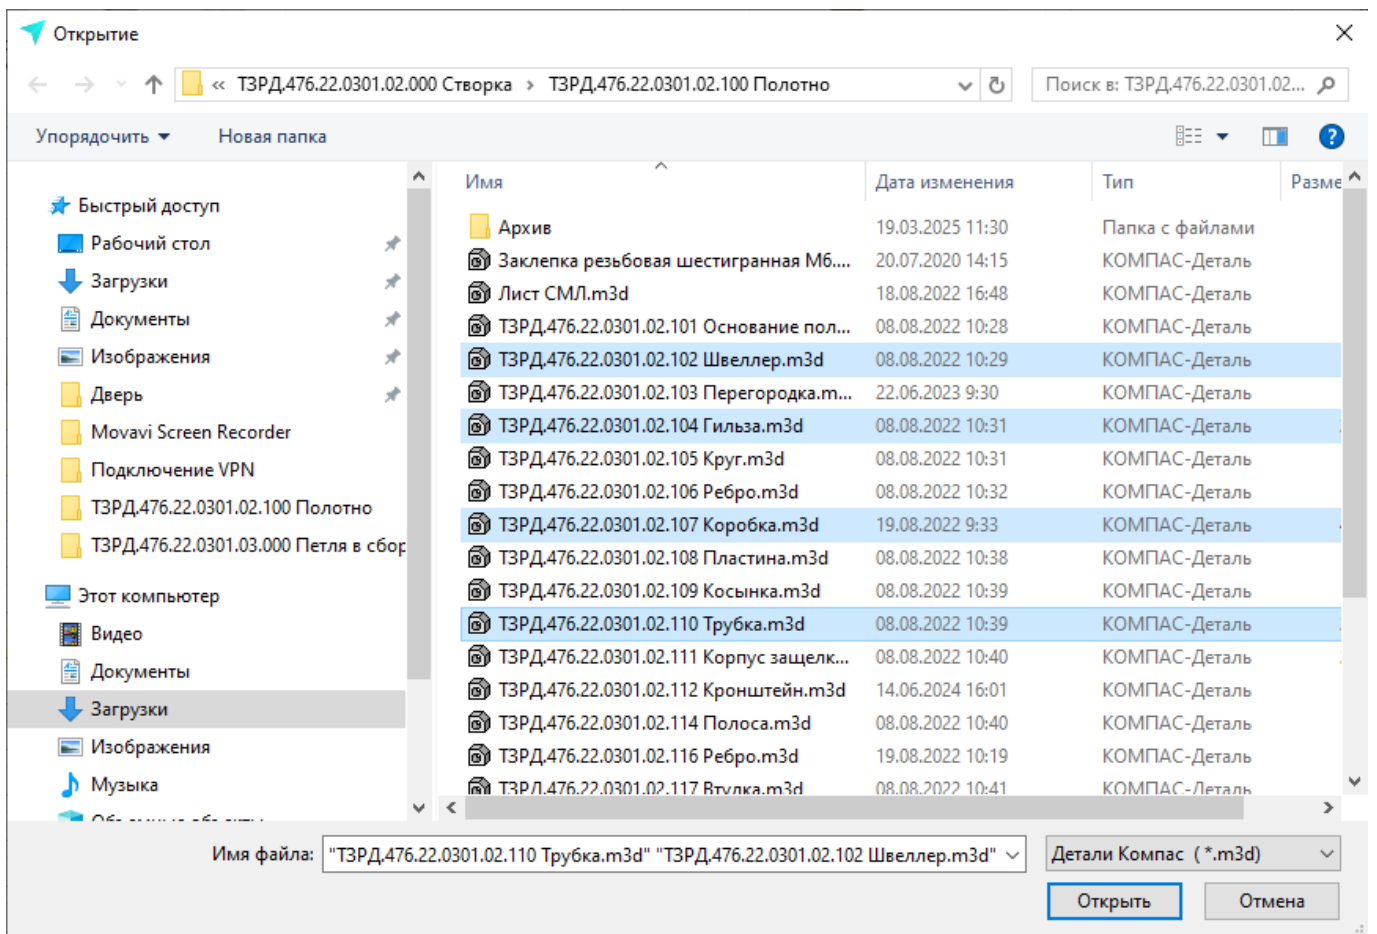 Открытие
« ТЗРД.476.22.0301.02.000 Створка › ТЗРД.476.22.0301.02.100 Полотно
Поиск в: ТЗРД.476.22.0301.02...
Упорядочить
Новая папка
?
Быстрый доступ
Рабочий стол
Загрузки
Документы
Изображения
Дверь
Movavi Screen Recorder
Подключение VPN
ТЗРД.476.22.0301.02.100 Полотно
ТЗРД.476.22.0301.03.000 Петля в сбор
Этот компьютер
Видео
Документы
Загрузки
Изображения
Музыка
Имя Дата изменения Тип Разме
Архив 19.03.2025 11:30 Папка с файлами
Заклепка резьбовая шестигранная М6.... 20.07.2020 14:15 КОМПАС-Деталь
Лист СМЛ.m3d 18.08.2022 16:48 КОМПАС-Деталь
ТЗРД.476.22.0301.02.101 Основание пол... 08.08.2022 10:28 КОМПАС-Деталь
ТЗРД.476.22.0301.02.102 Швеллер.m3d 08.08.2022 10:29 КОМПАС-Деталь
ТЗРД.476.22.0301.02.103 Перегородка.m... 22.06.2023 9:30 КОМПАС-Деталь
ТЗРД.476.22.0301.02.104 Гильза.m3d 08.08.2022 10:31 КОМПАС-Деталь
ТЗРД.476.22.0301.02.105 Круг.m3d 08.08.2022 10:31 КОМПАС-Деталь
ТЗРД.476.22.0301.02.106 Ребро.m3d 08.08.2022 10:32 КОМПАС-Деталь
ТЗРД.476.22.0301.02.107 Коробка.m3d 19.08.2022 9:33 КОМПАС-Деталь
ТЗРД.476.22.0301.02.108 Пластина.m3d 08.08.2022 10:38 КОМПАС-Деталь
ТЗРД.476.22.0301.02.109 Косынка.m3d 08.08.2022 10:39 КОМПАС-Деталь
ТЗРД.476.22.0301.02.110 Трубка.m3d 08.08.2022 10:39 КОМПАС-Деталь
ТЗРД.476.22.0301.02.111 Корпус защелк... 08.08.2022 10:40 КОМПАС-Деталь
ТЗРД.476.22.0301.02.112 Кронштейн.m3d 14.06.2024 16:01 КОМПАС-Деталь
ТЗРД.476.22.0301.02.114 Полоса.m3d 08.08.2022 10:40 КОМПАС-Деталь
ТЗРД.476.22.0301.02.116 Ребро.m3d 19.08.2022 10:19 КОМПАС-Деталь
ТЗРД.476.22.0301.02.117 Втулка.m3d 08.08.2022 10:41 КОМПАС-Деталь
Имя файла: "ТЗРД.476.22.0301.02.110 Трубка.m3d" "ТЗРД.476.22.0301.02.102 Швеллер.m3d"
Детали Компас ( *.m3d)
Открыть
Отмена